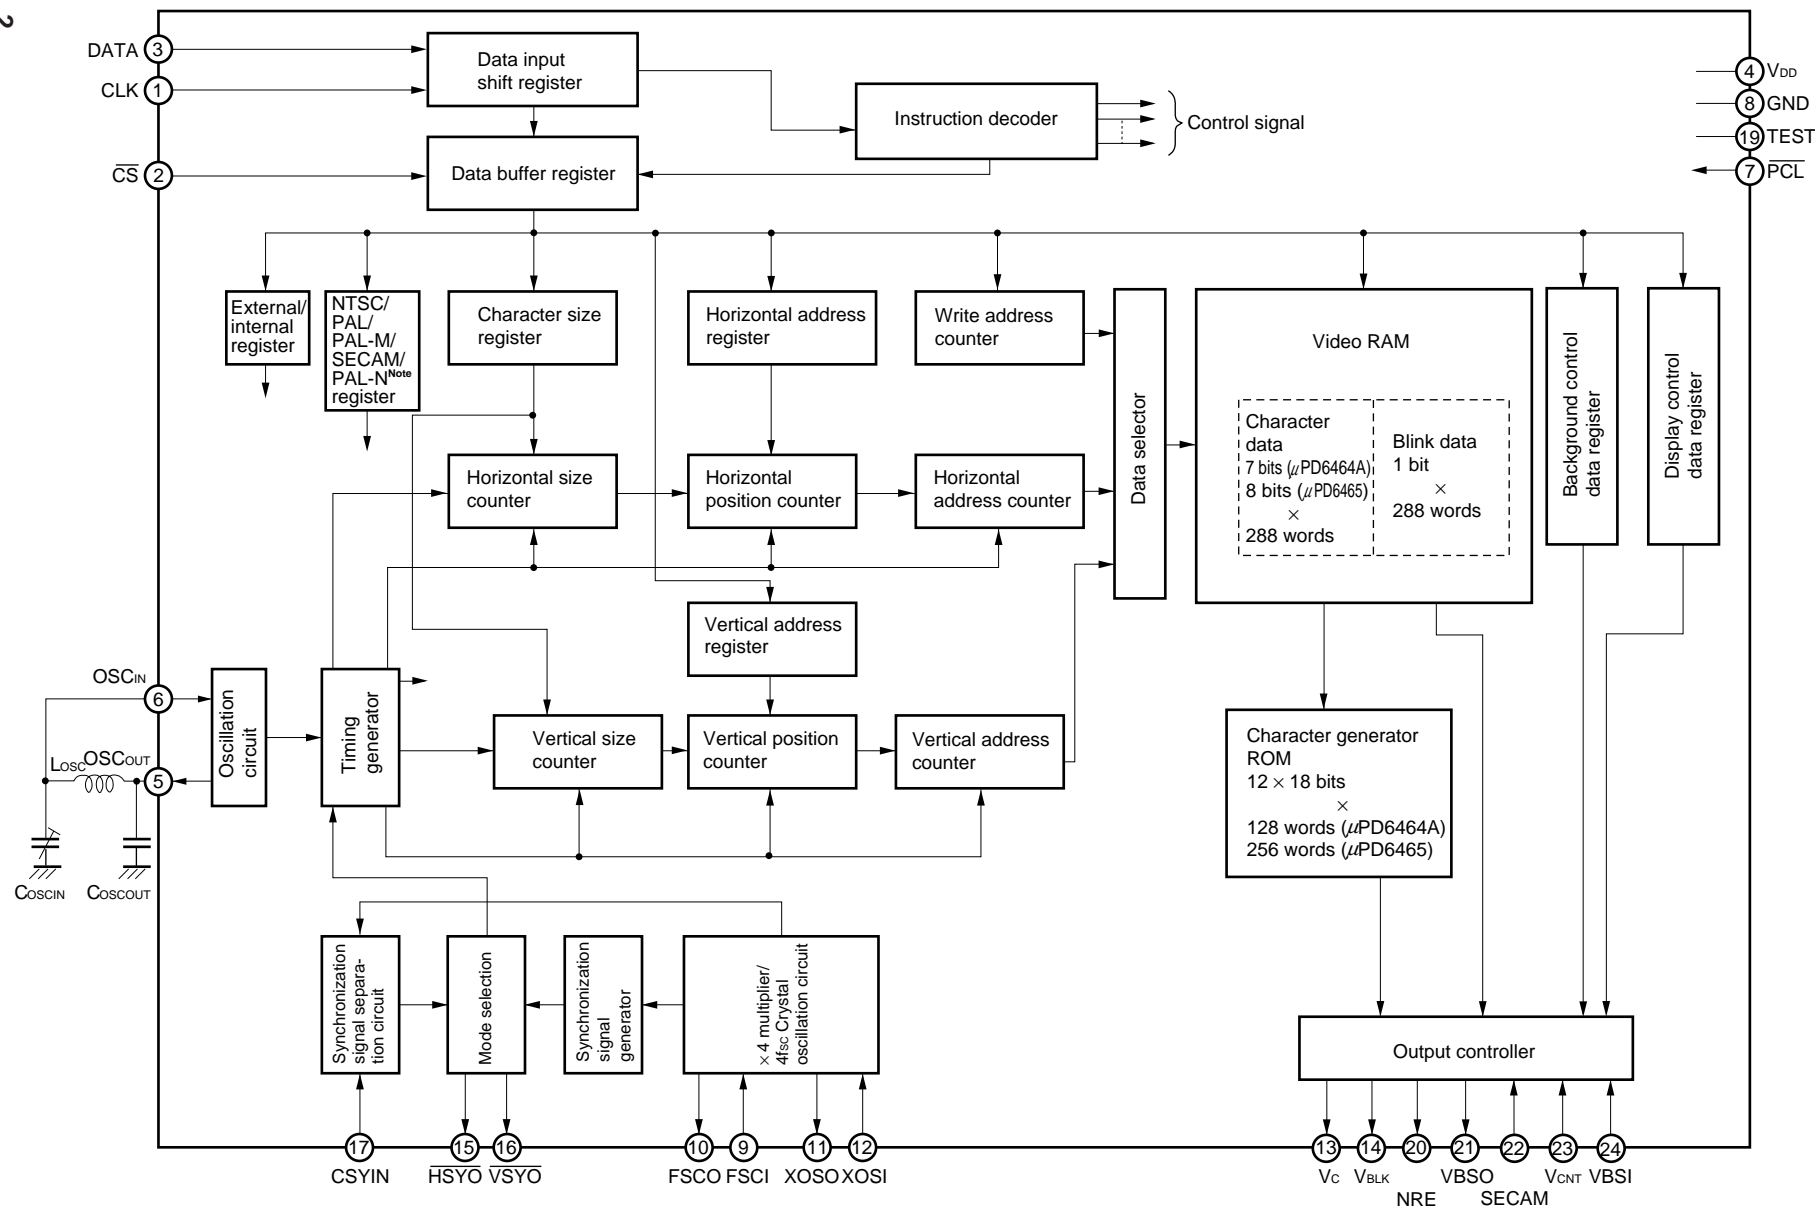 2
DATA 3
CLK 1
CS 2
Data input
shift register
Data buffer register
Instruction decoder
Control signal
4 VDD
8 GND
19 TEST
7 PCL
External/
internal
register
NTSC/
PAL/
PAL-M/
SECAM/
PAL-N Note
register
Character size
register
Horizontal address
register
Write address
counter
Data selector
Video RAM
Character
data
7 bits (μPD6464A)
8 bits (μPD6465)
×
288 words
Blink data
1 bit
×
288 words
Background control
data register
Display control
data register
Horizontal size
counter
Horizontal
position counter
Horizontal
address counter
Vertical address
register
OSCIN
6
LOSC OSCOUT
5
COSCIN
COSCOUT
Oscillation
circuit
Timing
generator
Vertical size
counter
Vertical position
counter
Vertical address
counter
Character generator
ROM
12 × 18 bits
×
128 words (μPD6464A)
256 words (μPD6465)
Synchronization
signal separa-
tion circuit
Mode selection
Synchronization
signal
generator
× 4 multiplier/
4fsc Crystal
oscillation circuit
Output controller
17 15 16 10 9 11 12 13 14 20 21 22 23 24
CSYIN HSYO VSYO FSCO FSCI XOSO XOSI VC VBLK VBSO VCNT VBSI
NRE SECAM